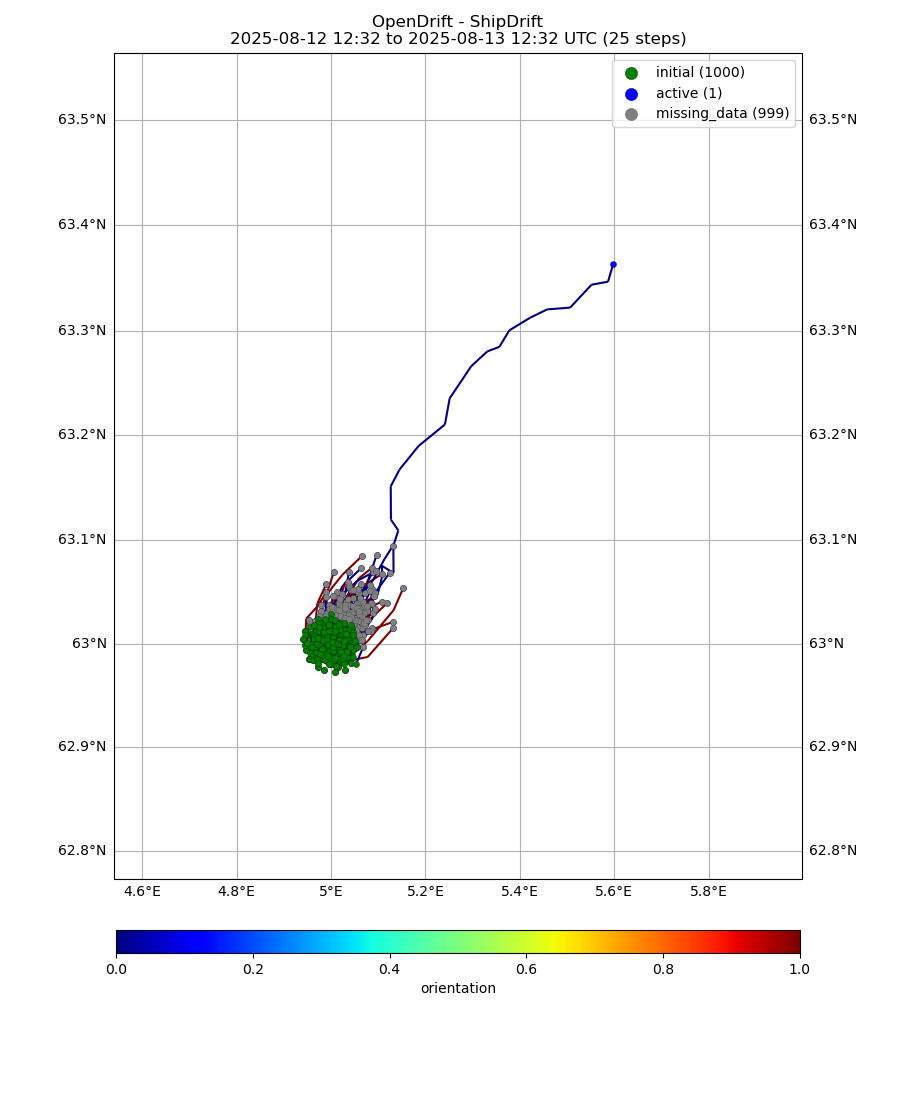 OpenDrift - ShipDrift
2025-08-12 12:32 to 2025-08-13 12:32 UTC (25 steps)
initial (1000)
active (1)
missing_data (999)
63.5°N 63.5°N
63.4°N 63.4°N
63.3°N 63.3°N
63.2°N 63.2°N
63.1°N 63.1°N
63°N 63°N
62.9°N 62.9°N
62.8°N 62.8°N
4.6°E 4.8°E 5°E 5.2°E 5.4°E 5.6°E 5.8°E
0.0 0.2 0.4 0.6 0.8 1.0
orientation